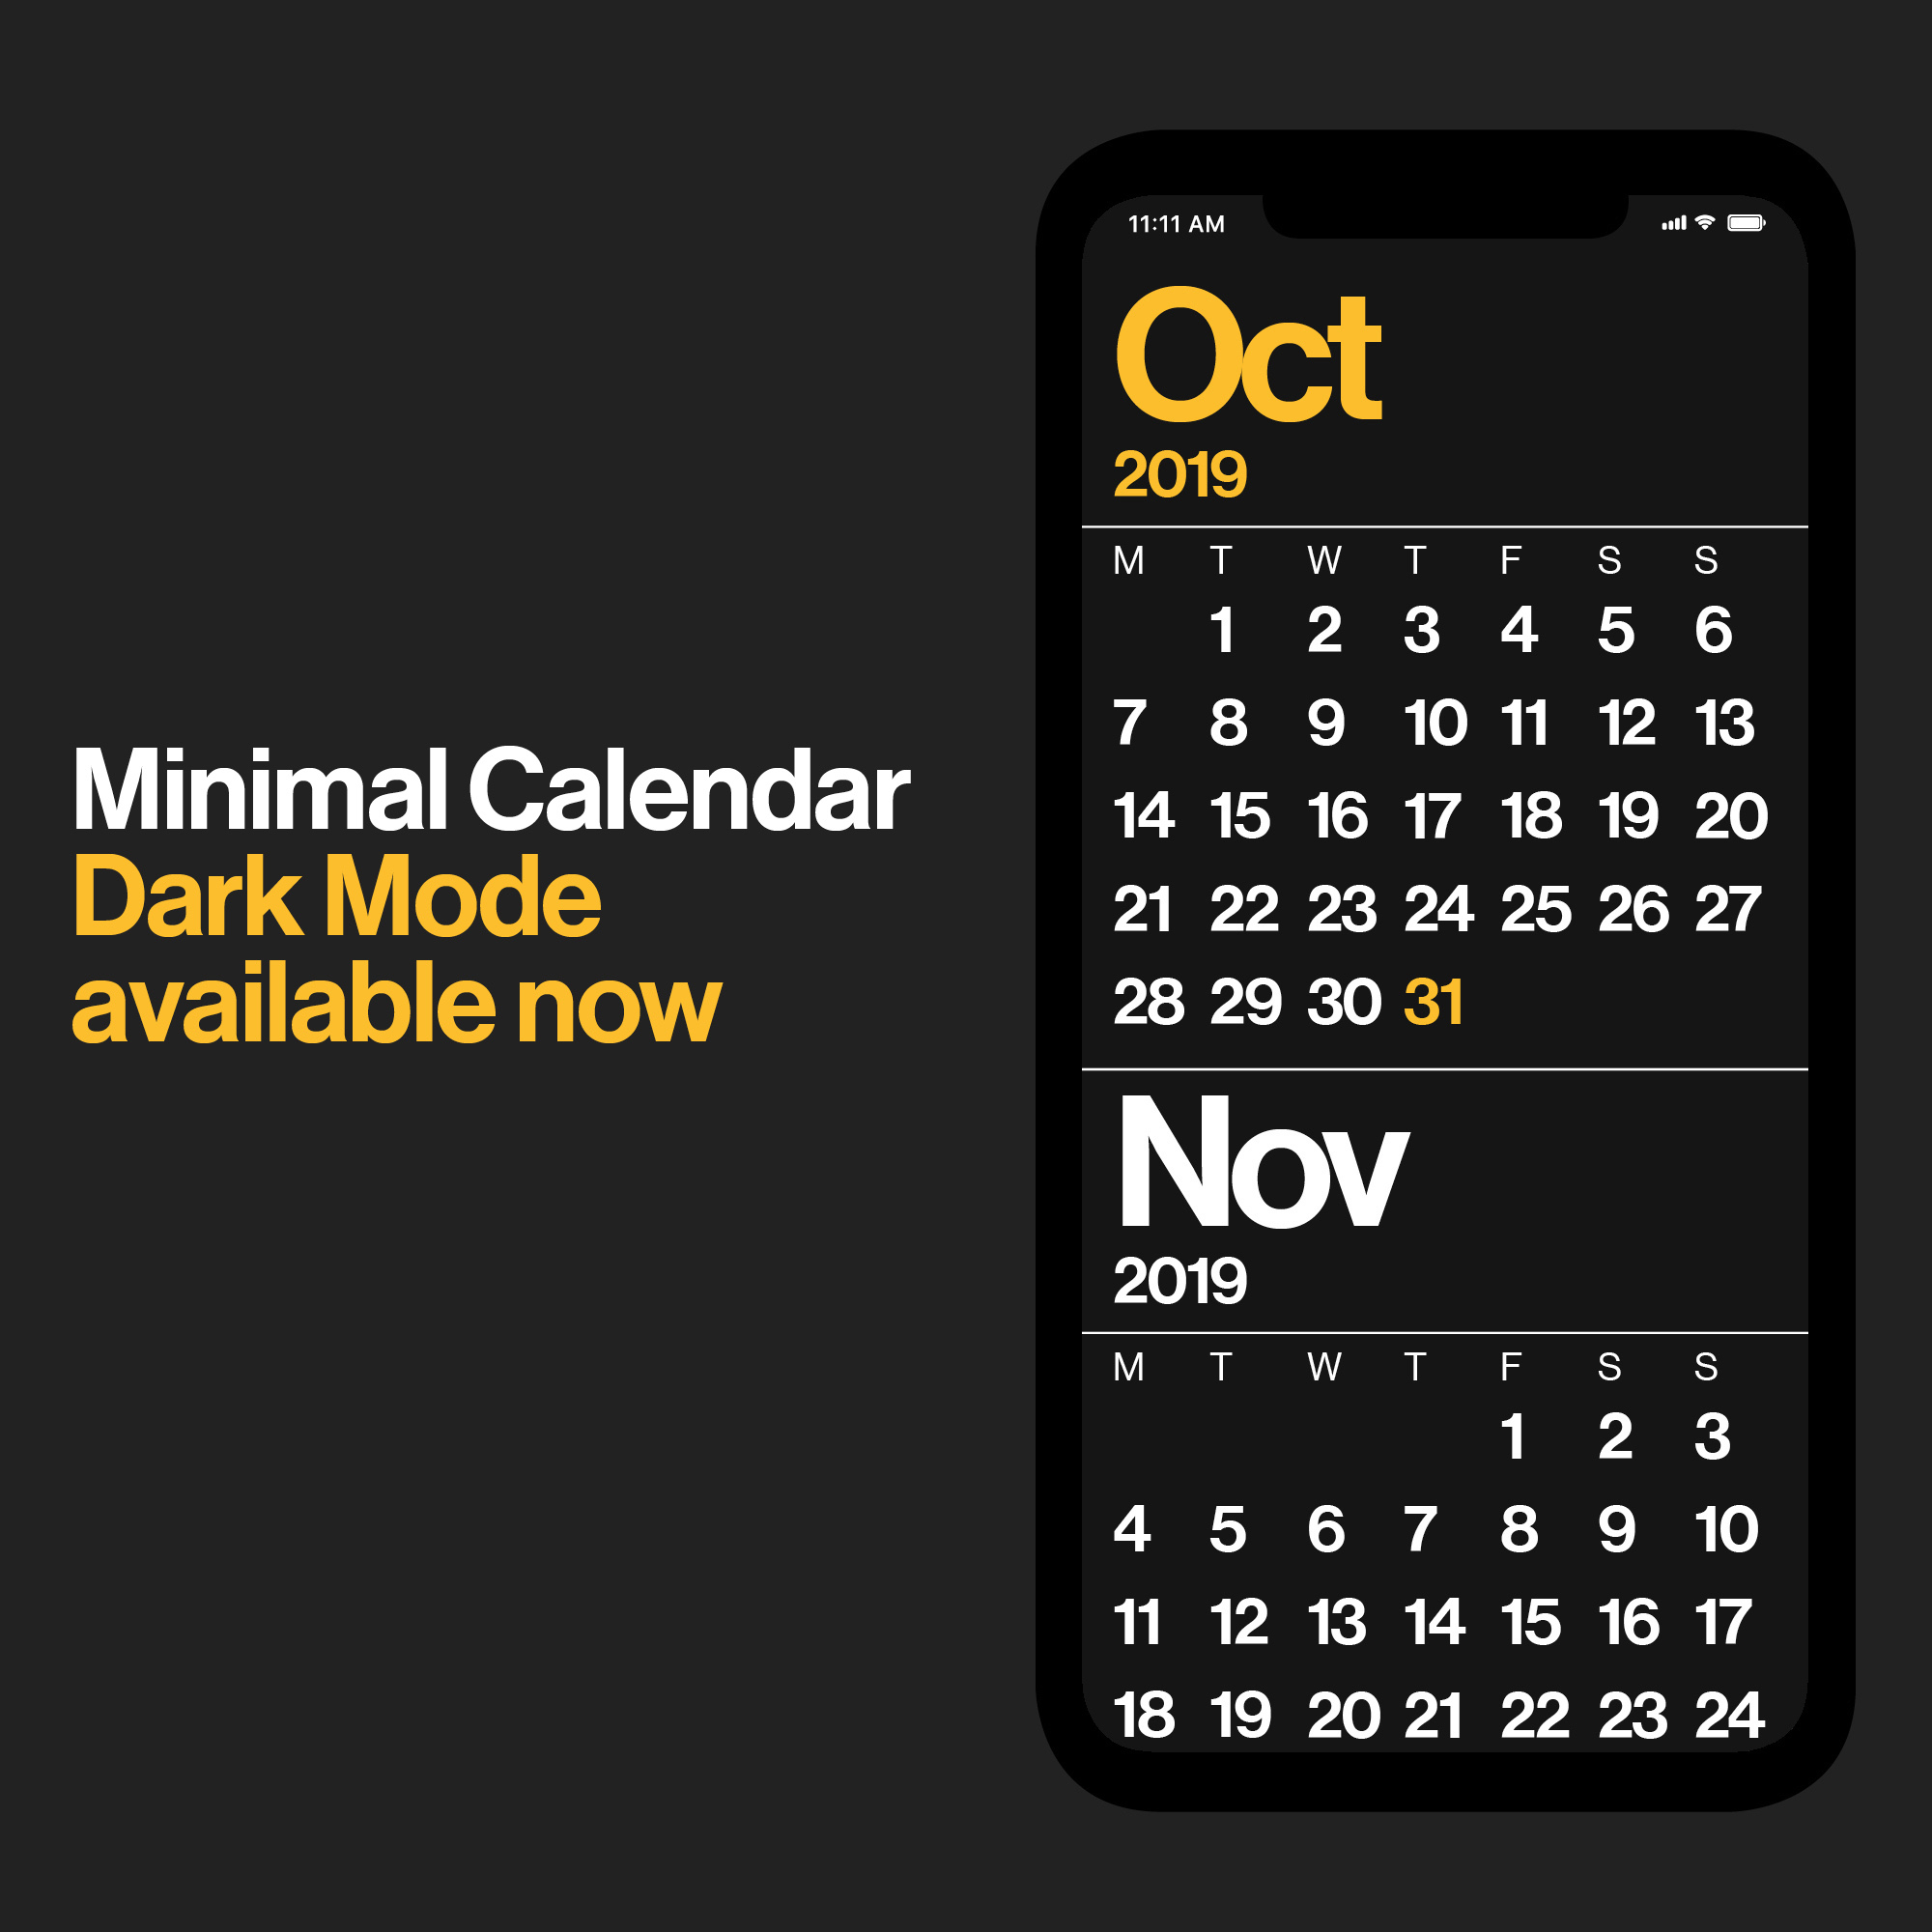 Minimal Calendar
Dark Mode
available now
11:11 AM
Oct
2019
M T W T F S S
1 2 3 4 5 6
7 8 9 10 11 12 13
14 15 16 17 18 19 20
21 22 23 24 25 26 27
28 29 30 31
Nov
2019
M T W T F S S
1 2 3
4 5 6 7 8 9 10
11 12 13 14 15 16 17
18 19 20 21 22 23 24